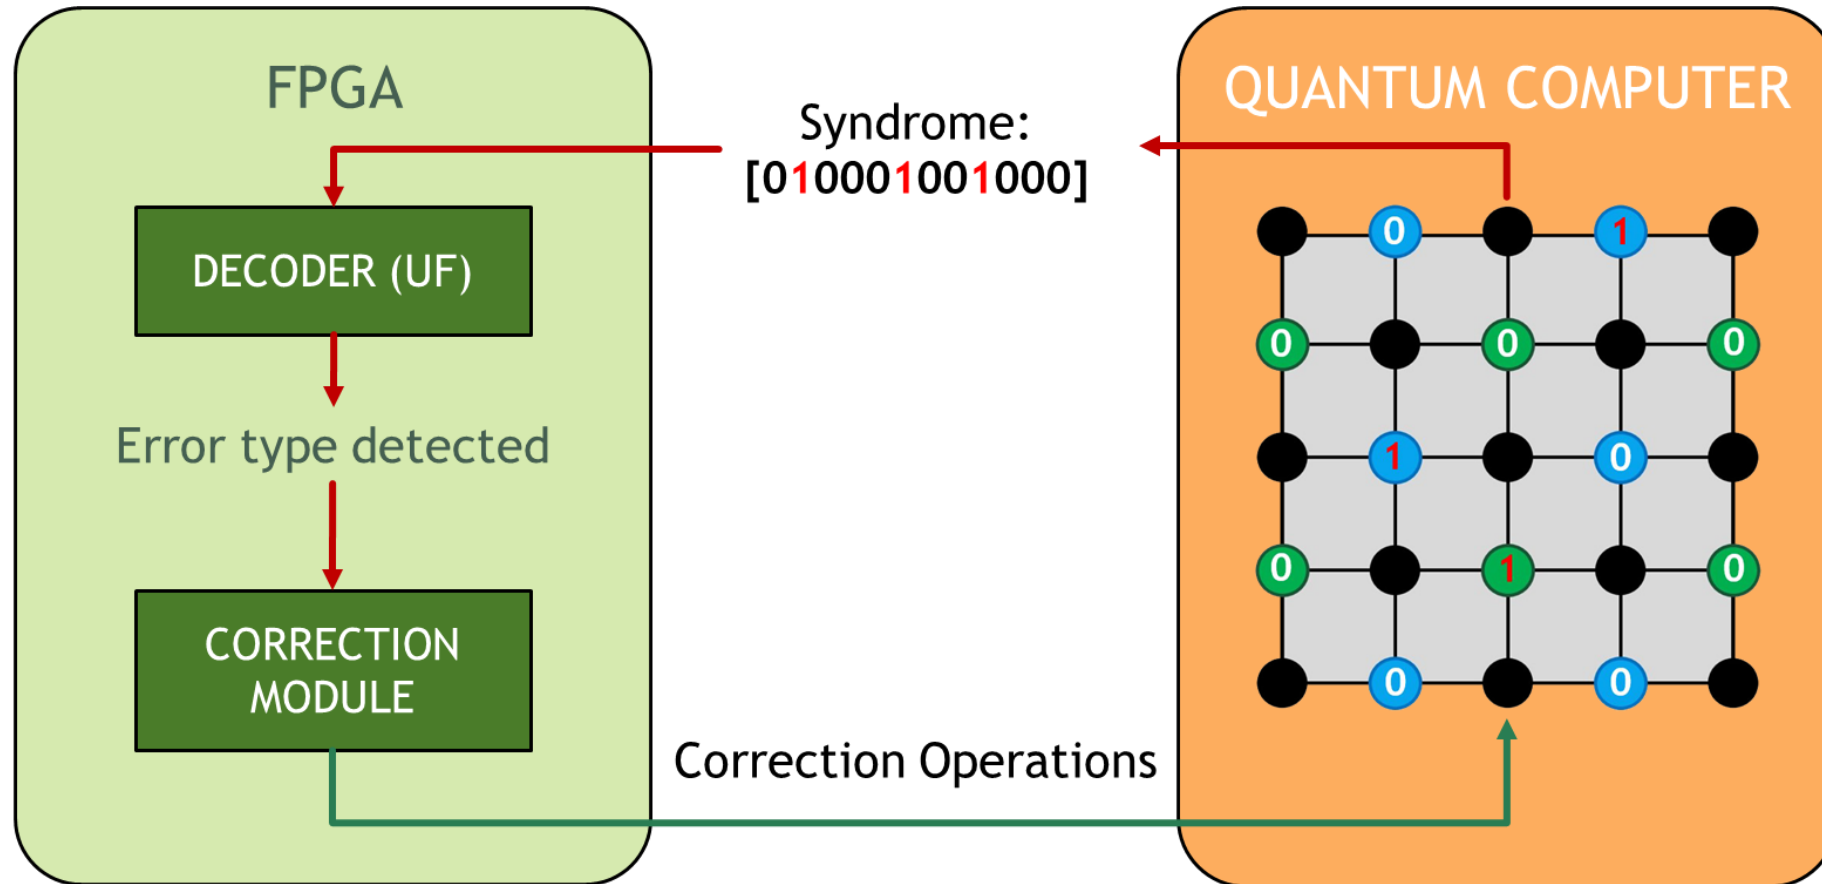 FPGA
DECODER (UF)
Error type detected
CORRECTION
MODULE
Syndrome:
[010001001000]
Correction Operations
QUANTUM COMPUTER
0 1
0 0 0
1 0
0 1 0
0 0